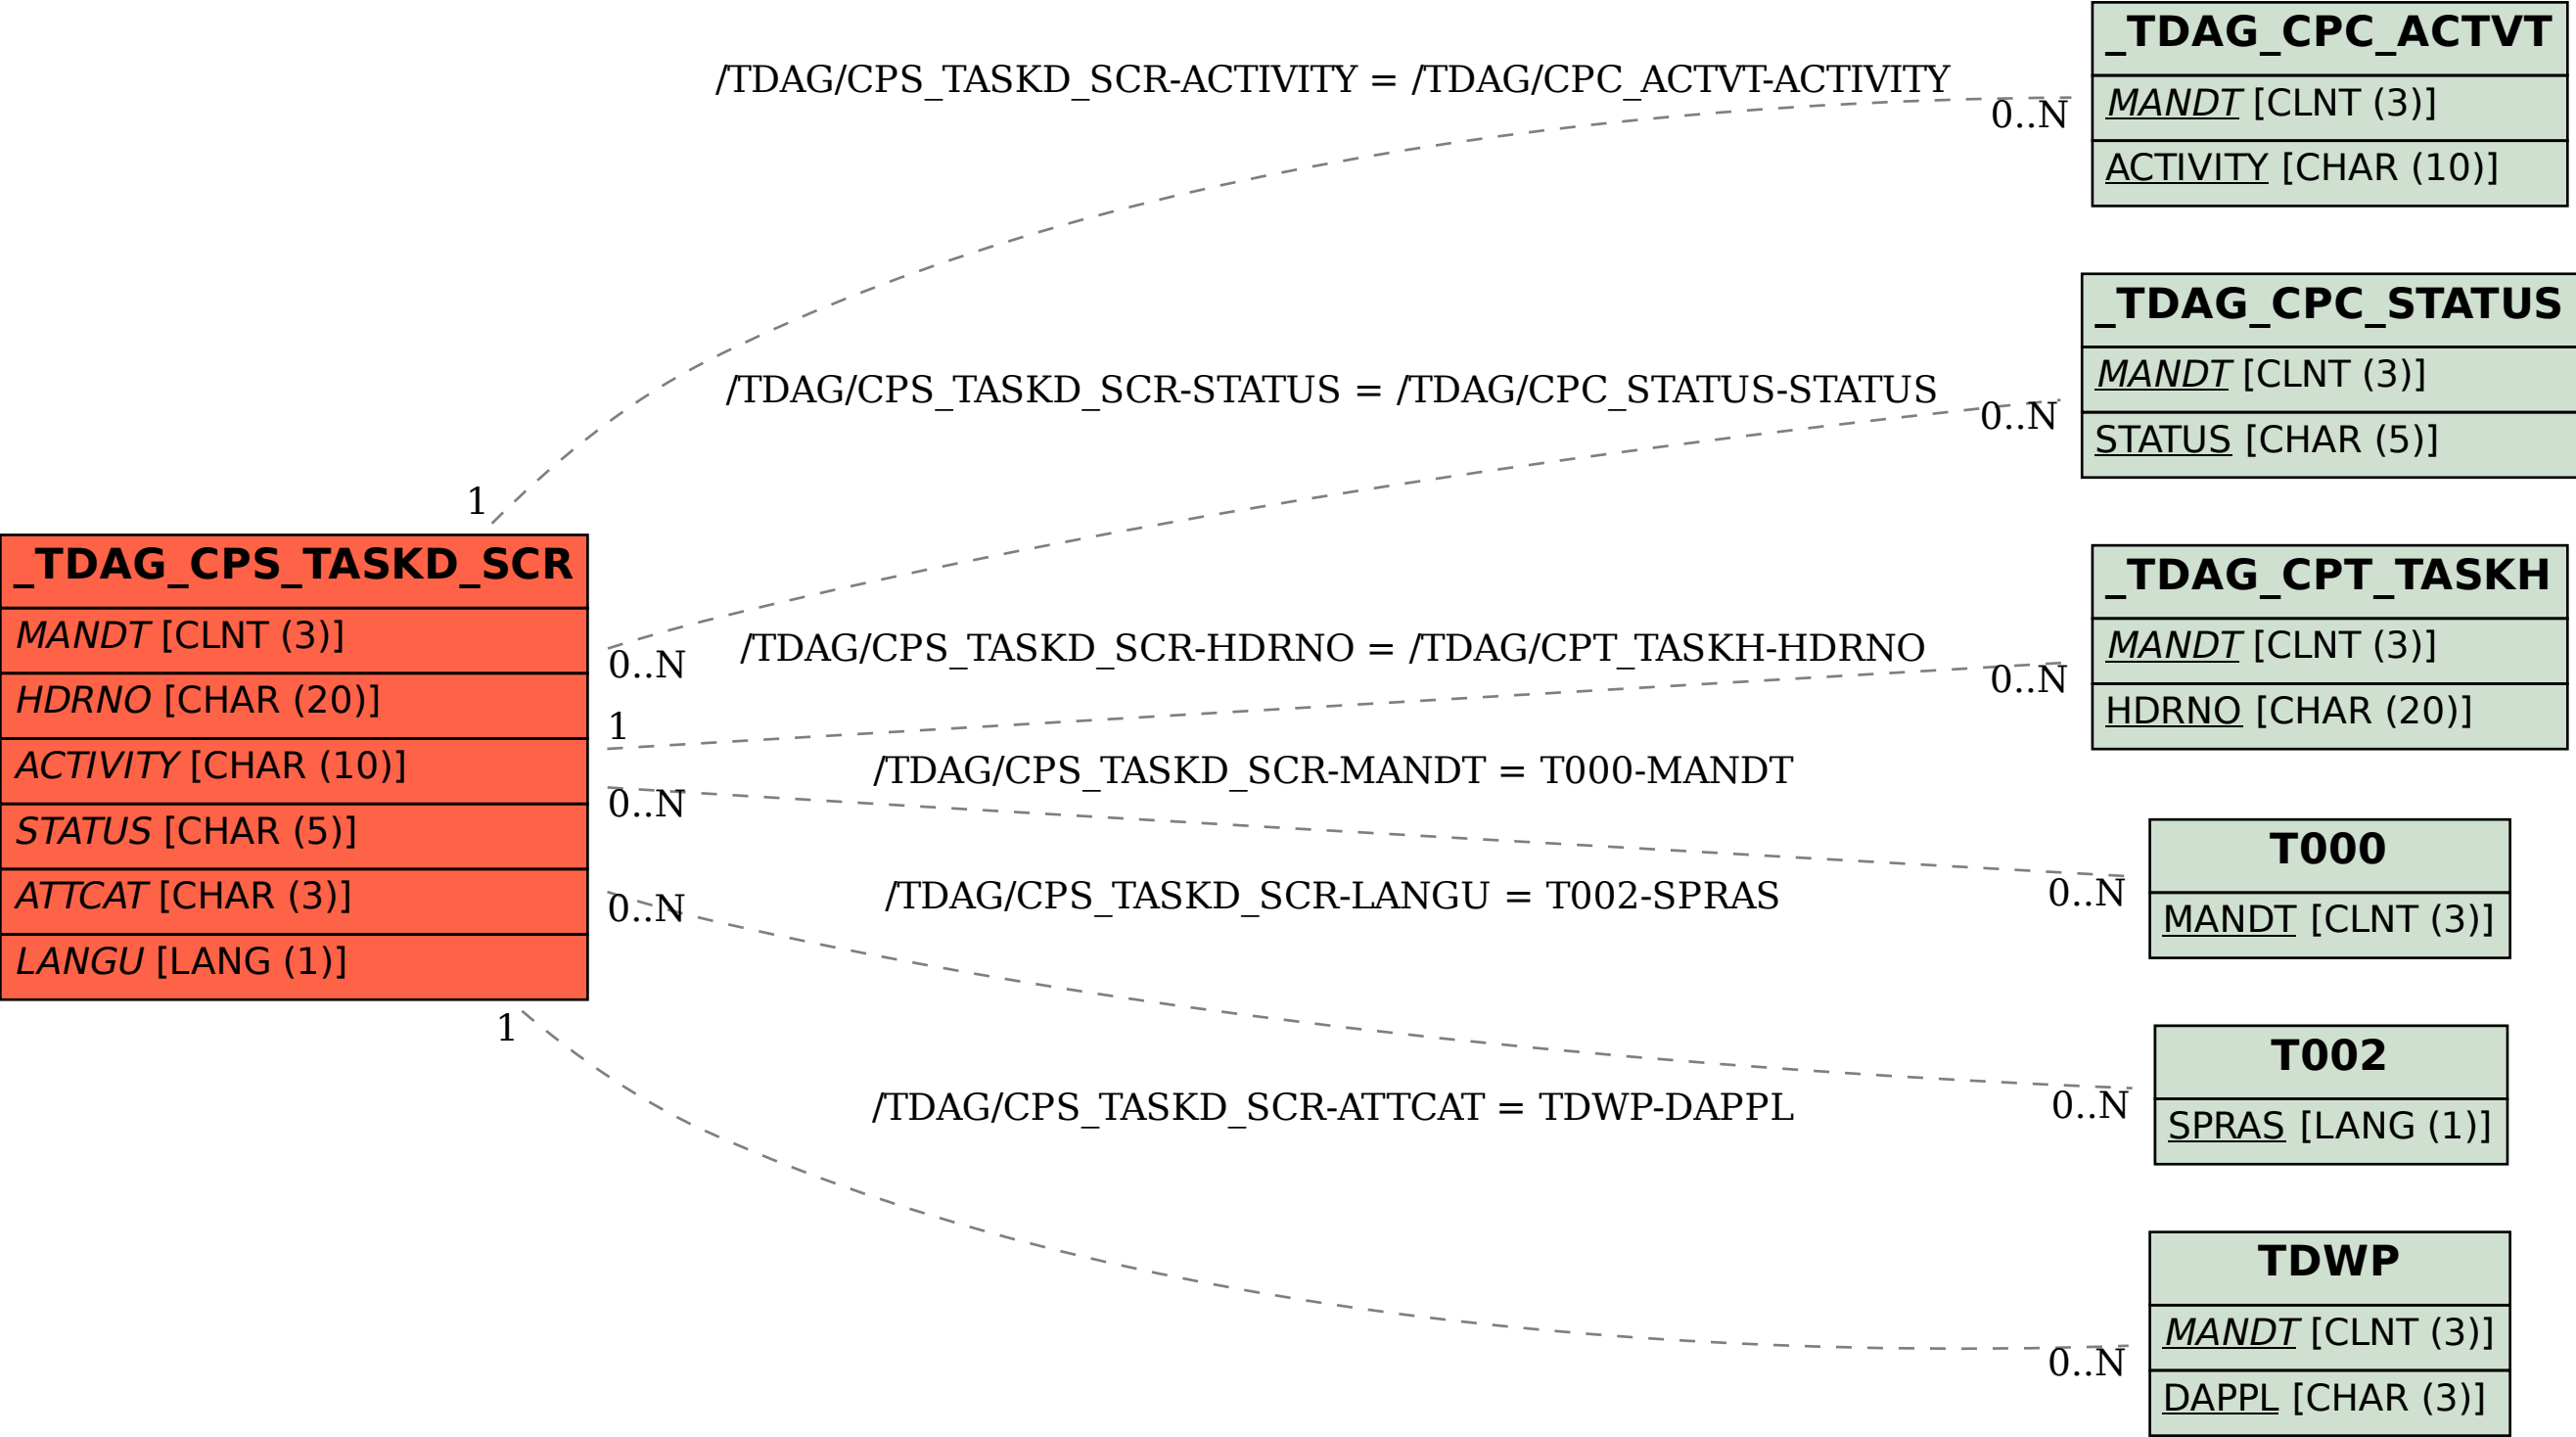 _TDAG_CPC_ACTVT
MANDT [CLNT (3)]
ACTIVITY [CHAR (10)]
/TDAG/CPS_TASKD_SCR-ACTIVITY = /TDAG/CPC_ACTVT-ACTIVITY
0..N
1
_TDAG_CPC_STATUS
MANDT [CLNT (3)]
STATUS [CHAR (5)]
/TDAG/CPS_TASKD_SCR-STATUS = /TDAG/CPC_STATUS-STATUS
0..N
0..N
_TDAG_CPS_TASKD_SCR
MANDT [CLNT (3)]
HDRNO [CHAR (20)]
ACTIVITY [CHAR (10)]
STATUS [CHAR (5)]
ATTCAT [CHAR (3)]
LANGU [LANG (1)]
_TDAG_CPT_TASKH
MANDT [CLNT (3)]
HDRNO [CHAR (20)]
/TDAG/CPS_TASKD_SCR-HDRNO = /TDAG/CPT_TASKH-HDRNO
0..N
1
/TDAG/CPS_TASKD_SCR-MANDT = T000-MANDT
0..N
0..N
T000
MANDT [CLNT (3)]
/TDAG/CPS_TASKD_SCR-LANGU = T002-SPRAS
0..N
0..N
T002
SPRAS [LANG (1)]
1
/TDAG/CPS_TASKD_SCR-ATTCAT = TDWP-DAPPL
0..N
TDWP
MANDT [CLNT (3)]
DAPPL [CHAR (3)]